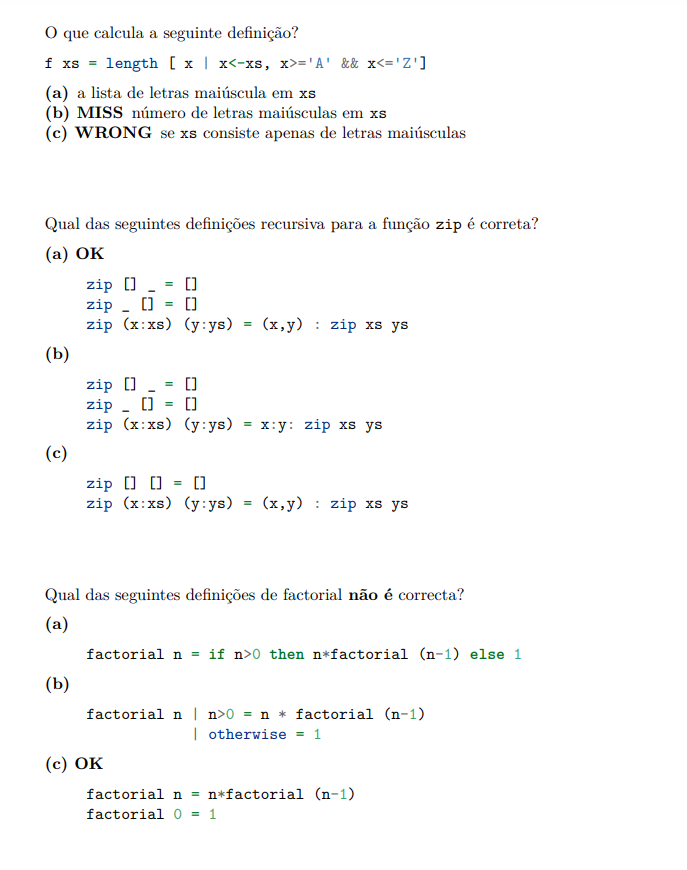 O que calcula a seguinte definição?
f xs = length [ x | x<-xs, x>='A' && x<='Z']
(a) a lista de letras maiúscula em xs
(b) MISS número de letras maiúsculas em xs
(c) WRONG se xs consiste apenas de letras maiúsculas
Qual das seguintes definições recursiva para a função zip é correta?
(a) OK
zip [] _ = []
zip _ [] = []
zip (x:xs) (y:ys) = (x,y) : zip xs ys
(b)
zip [] _ = []
zip _ [] = []
zip (x:xs) (y:ys) = x:y: zip xs ys
(c)
zip [] [] = []
zip (x:xs) (y:ys) = (x,y) : zip xs ys
Qual das seguintes definições de factorial não é correcta?
(a)
factorial n = if n>0 then n*factorial (n-1) else 1
(b)
factorial n | n>0 = n * factorial (n-1)
| otherwise = 1
(c) OK
factorial n = n*factorial (n-1)
factorial 0 = 1